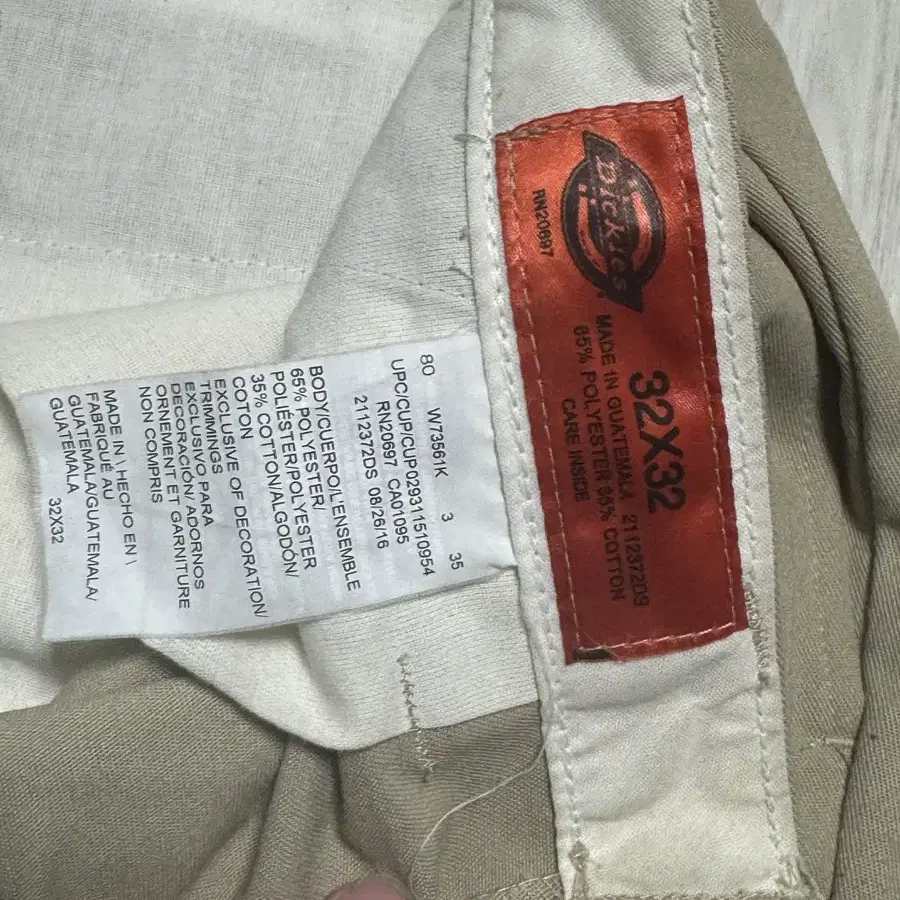 80 W73561K 3 35
UPC/CUP/CUP029311510954
RN20697 CA01095
2112372DS 08/26/16
BODY/CUERPO/L'ENSEMBLE
65% POLYESTER/
POLIÉSTER/POLYESTER
35% COTTON/ALGODÓN/
COTON
EXCLUSIVE OF DECORATION/
TRIMMINGS
EXCLUSIVO PARA
DECORACIÓN/ ADORNOS
ORNEMENT ET GARNITURE
NON COMPRIS
MADE IN \ HECHO EN \
FABRIQUÉ AU
GUATEMALA/GUATEMALA/
GUATEMALA
32X32
Dickies
RN20697
32X32
MADE IN GUATEMALA 2112372DS
65% POLYESTER 35% COTTON
CARE INSIDE